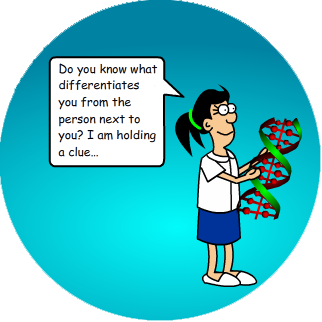 Do you know what
differentiates
you from the
person next to
you? I am holding
a clue…